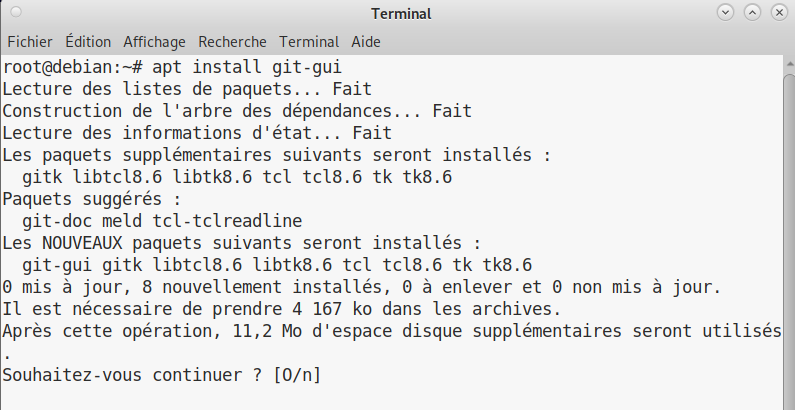 Terminal
Fichier Édition Affichage Recherche Terminal Aide
root@debian:~# apt install git-gui
Lecture des listes de paquets... Fait
Construction de l'arbre des dépendances... Fait
Lecture des informations d'état... Fait
Les paquets supplémentaires suivants seront installés :
  gitk libtcl8.6 libtk8.6 tcl tcl8.6 tk tk8.6
Paquets suggérés :
  git-doc meld tcl-tclreadline
Les NOUVEAUX paquets suivants seront installés :
  git-gui gitk libtcl8.6 libtk8.6 tcl tcl8.6 tk tk8.6
0 mis à jour, 8 nouvellement installés, 0 à enlever et 0 non mis à jour.
Il est nécessaire de prendre 4 167 ko dans les archives.
Après cette opération, 11,2 Mo d'espace disque supplémentaires seront utilisés
.
Souhaitez-vous continuer ? [O/n]